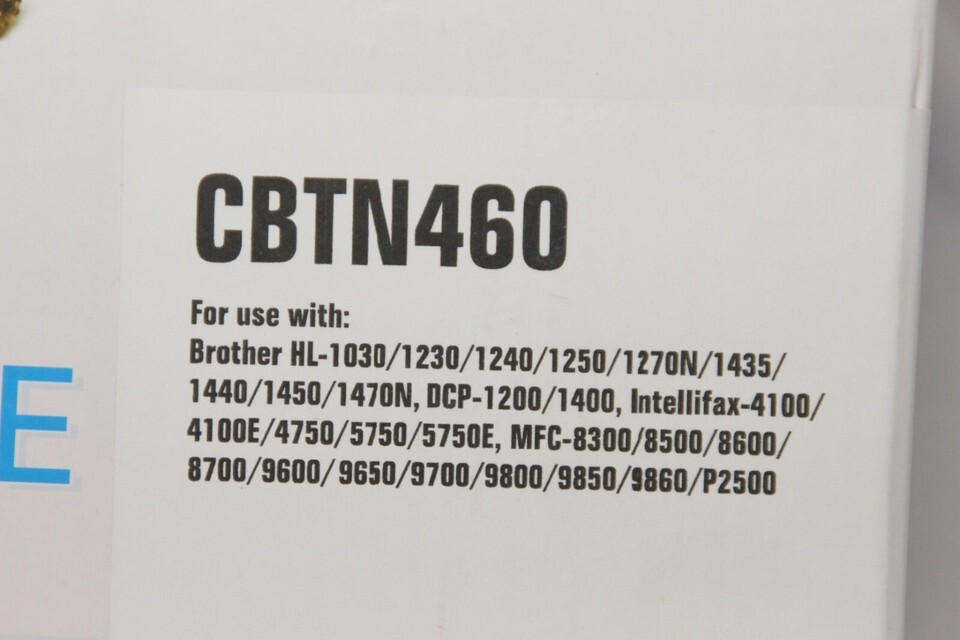 CBTN460
For use with:
Brother HL-1030/1230/1240/1250/1270N/1435/
1440/1450/1470N, DCP-1200/1400, Intellifax-4100/
4100E/4750/5750/5750E, MFC-8300/8500/8600/
8700/9600/ 9650/9700/9800/9850/9860/P2500
E